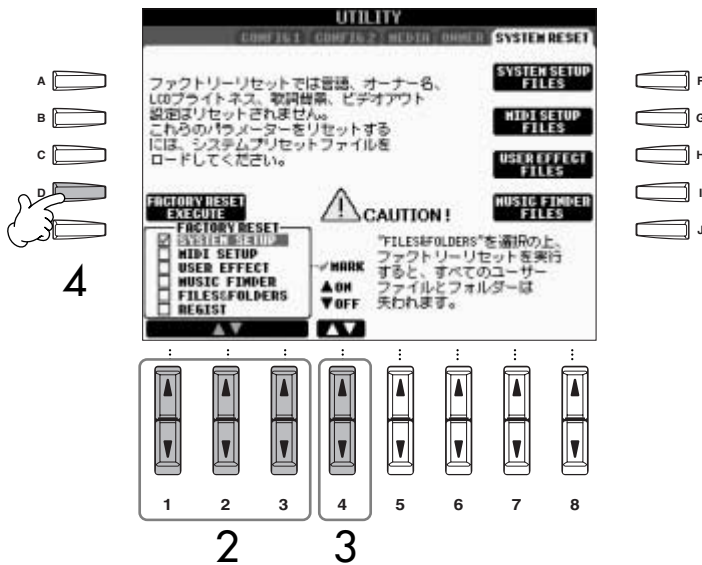 UTILITY
CONFIG 1 CONFIG 2 MEDIA OWNER SYSTEM RESET
ファクトリーリセットでは言語、オーナー名、
LCDブライトネス、歌詞背景、ビデオアウト
設定はリセットされません。
これらのパラメーターをリセットする
には、システムプリセットファイルを
ロードしてください。
SYSTEM SETUP
FILES
MIDI SETUP
FILES
USER EFFECT
FILES
MUSIC FINDER
FILES
A
B
C
D
F
G
H
I
J
4
FACTORY RESET
EXECUTE
FACTORY RESET
SYSTEM SETUP
MIDI SETUP
USER EFFECT
MUSIC FINDER
FILES&FOLDERS
REGIST
CAUTION!
MARK
▲ON
▼OFF
"FILES&FOLDERS"を選択の上、
ファクトリーリセットを実行
すると、すべてのユーザー
ファイルとフォルダーは
失われます。
1 2 3 4 5 6 7 8
2 3